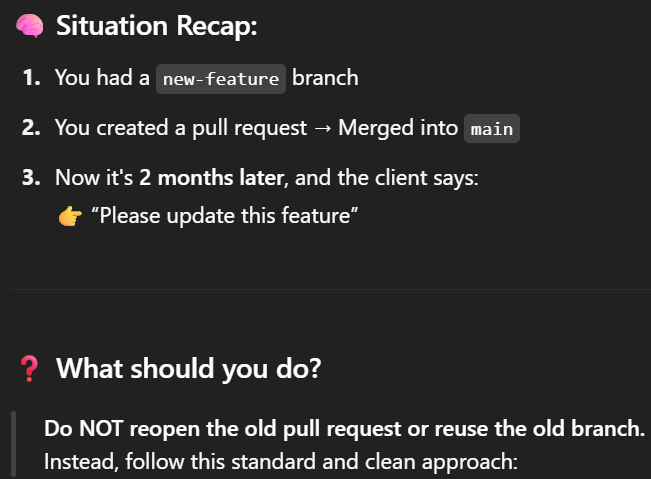 🧠 Situation Recap:
1. You had a new-feature branch
2. You created a pull request → Merged into main
3. Now it's 2 months later, and the client says:
👉 “Please update this feature”
❓ What should you do?
Do NOT reopen the old pull request or reuse the old branch.
Instead, follow this standard and clean approach: